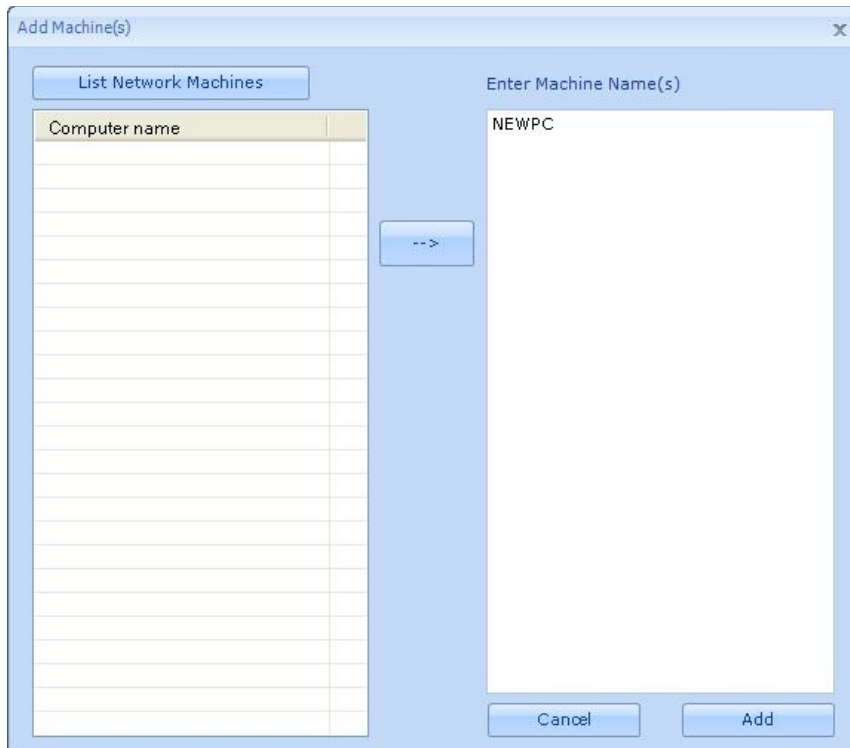 Add Machine(s)
x
List Network Machines
Enter Machine Name(s)
Computer name
NEWPC
-->
Cancel
Add